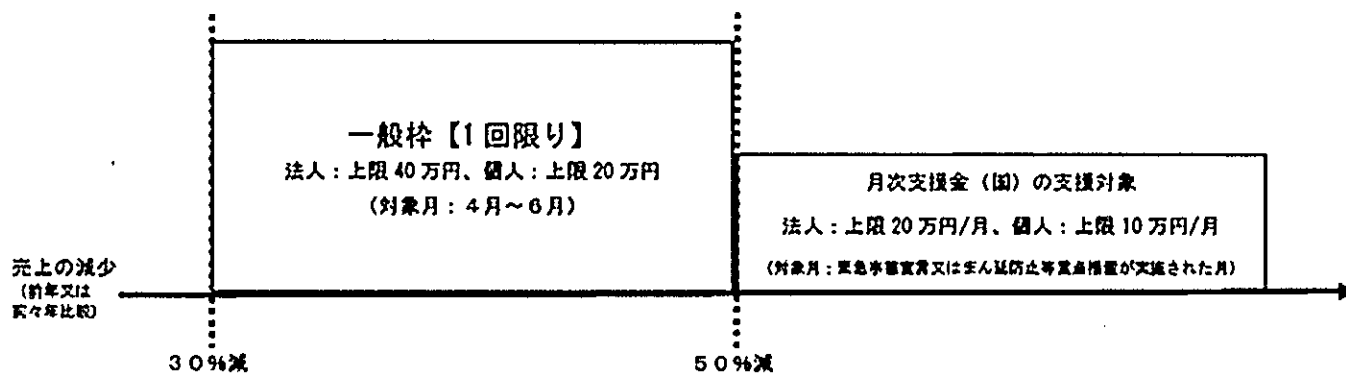 一般枠【1回限り】
法人：上限40万円、個人：上限20万円
（対象月：４月～６月）
月次支援金（国）の支援対象
法人：上限20万円/月、個人：上限10万円/月
（対象月：緊急事態宣言又はまん延防止等重点措置が実施された月）
売上の減少
（前年又は
前々年比較）
３０％減
５０％減